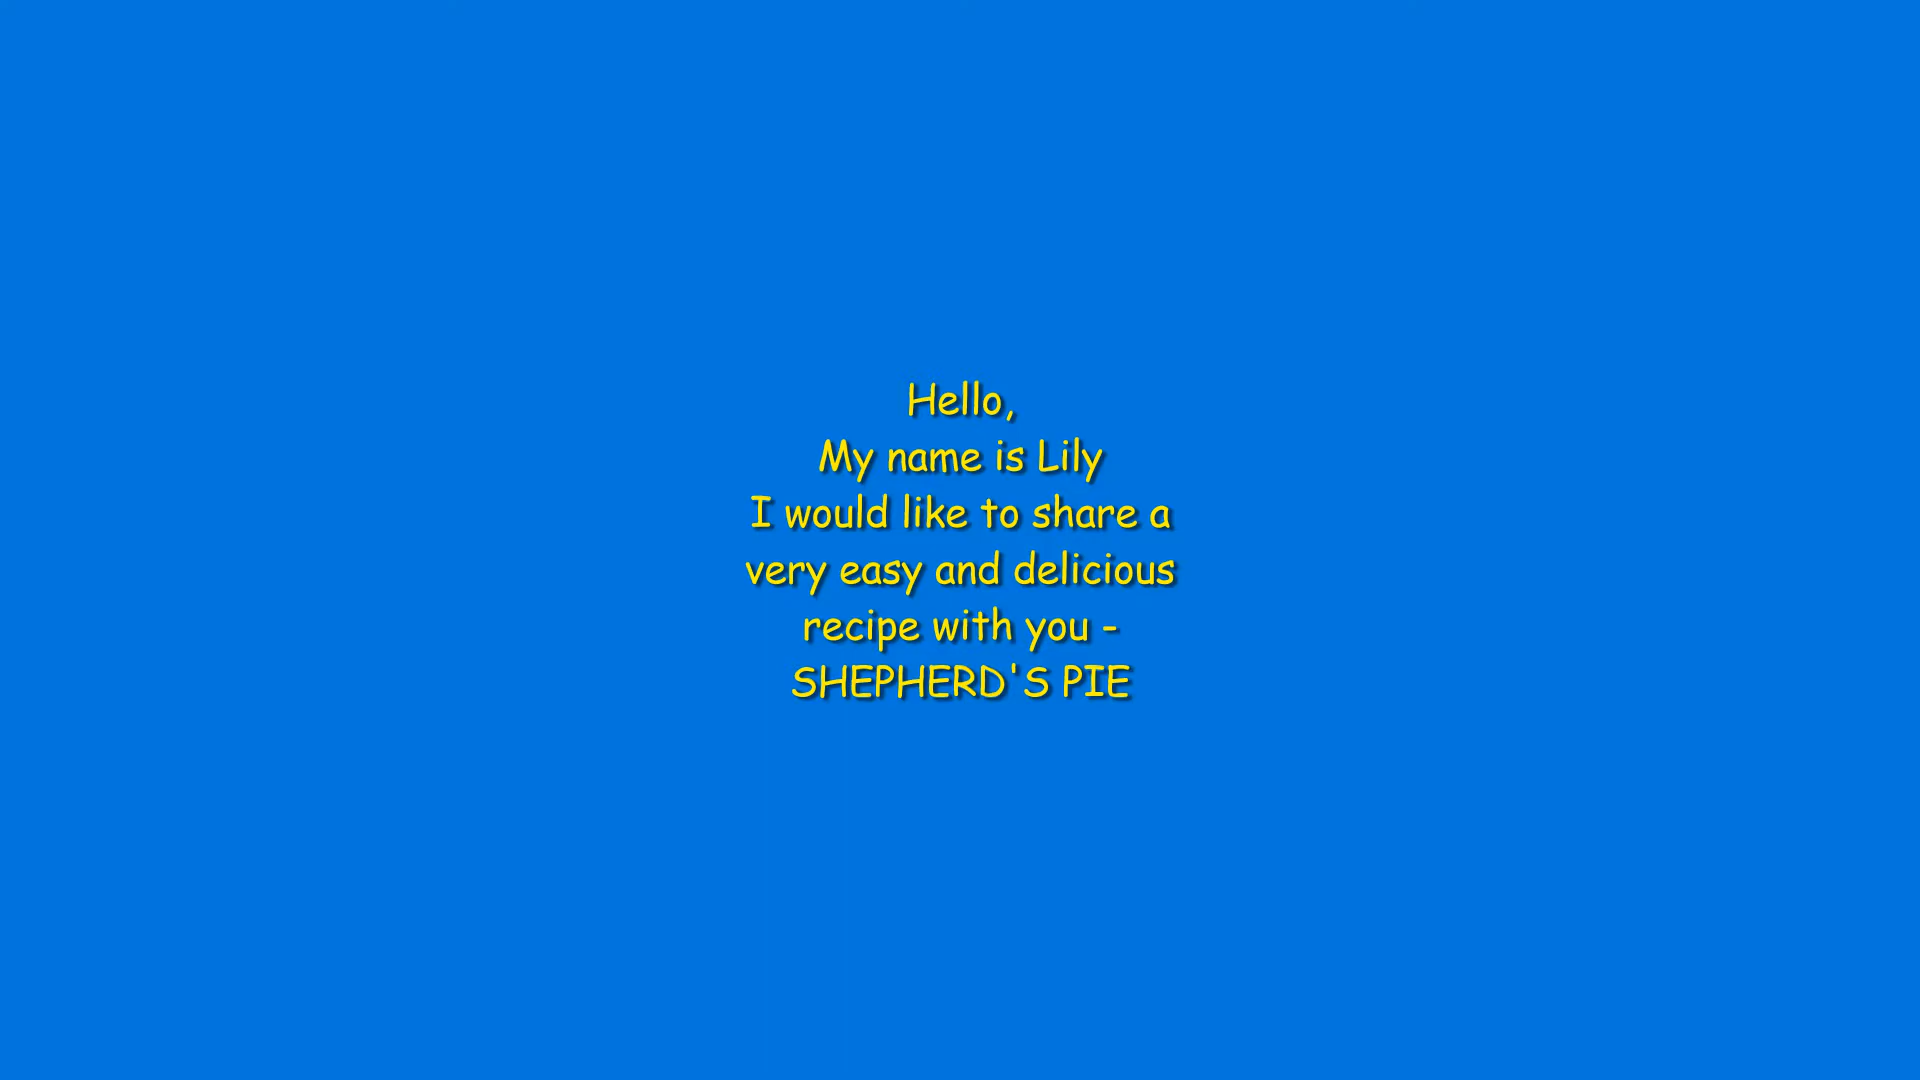 Hello,
My name is Lily
I would like to share a
very easy and delicious
recipe with you -
SHEPHERD'S PIE